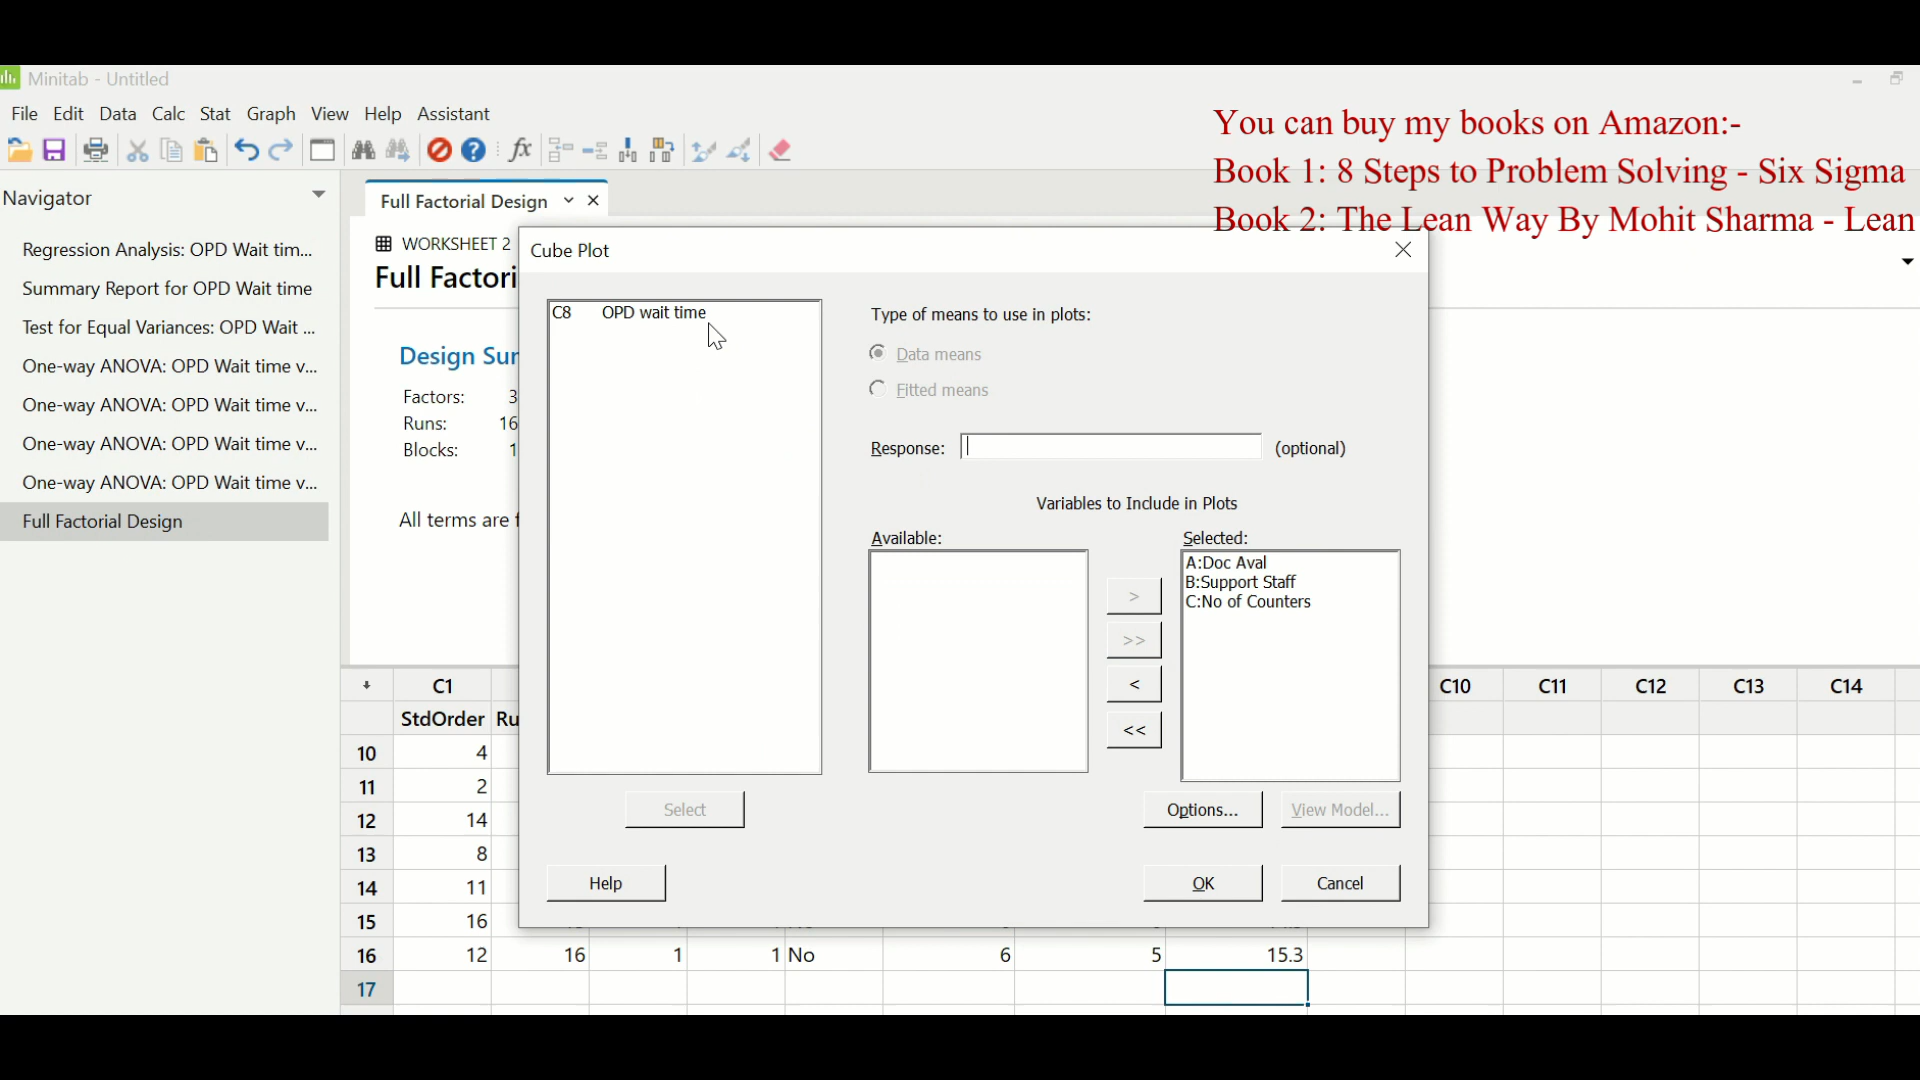 Minitab - Untitled
File Edit Data Calc Stat Graph View Help Assistant
You can buy my books on Amazon:-
Book 1: 8 Steps to Problem Solving - Six Sigma
Book 2: The Lean Way By Mohit Sharma - Lean
Navigator
Regression Analysis: OPD Wait tim...
Summary Report for OPD Wait time
Test for Equal Variances: OPD Wait ...
One-way ANOVA: OPD Wait time v...
One-way ANOVA: OPD Wait time v...
One-way ANOVA: OPD Wait time v...
One-way ANOVA: OPD Wait time v...
Full Factorial Design
Full Factorial Design
WORKSHEET 2
Full Factori
Design Sur
Factors: 3
Runs: 16
Blocks: 1
All terms are f
Cube Plot
C8 OPD wait time
Select
Help
Type of means to use in plots:
Data means
Fitted means
Response: (optional)
Variables to Include in Plots
Available: Selected:
A:Doc Aval
B:Support Staff
C:No of Counters
>
>>
<
<<
Options... View Model...
OK Cancel
C1 C10 C11 C12 C13 C14
StdOrder Ru
10 4
11 2
12 14
13 8
14 11
15 16
16 12 16 1 1 No 6 5 15.3
17